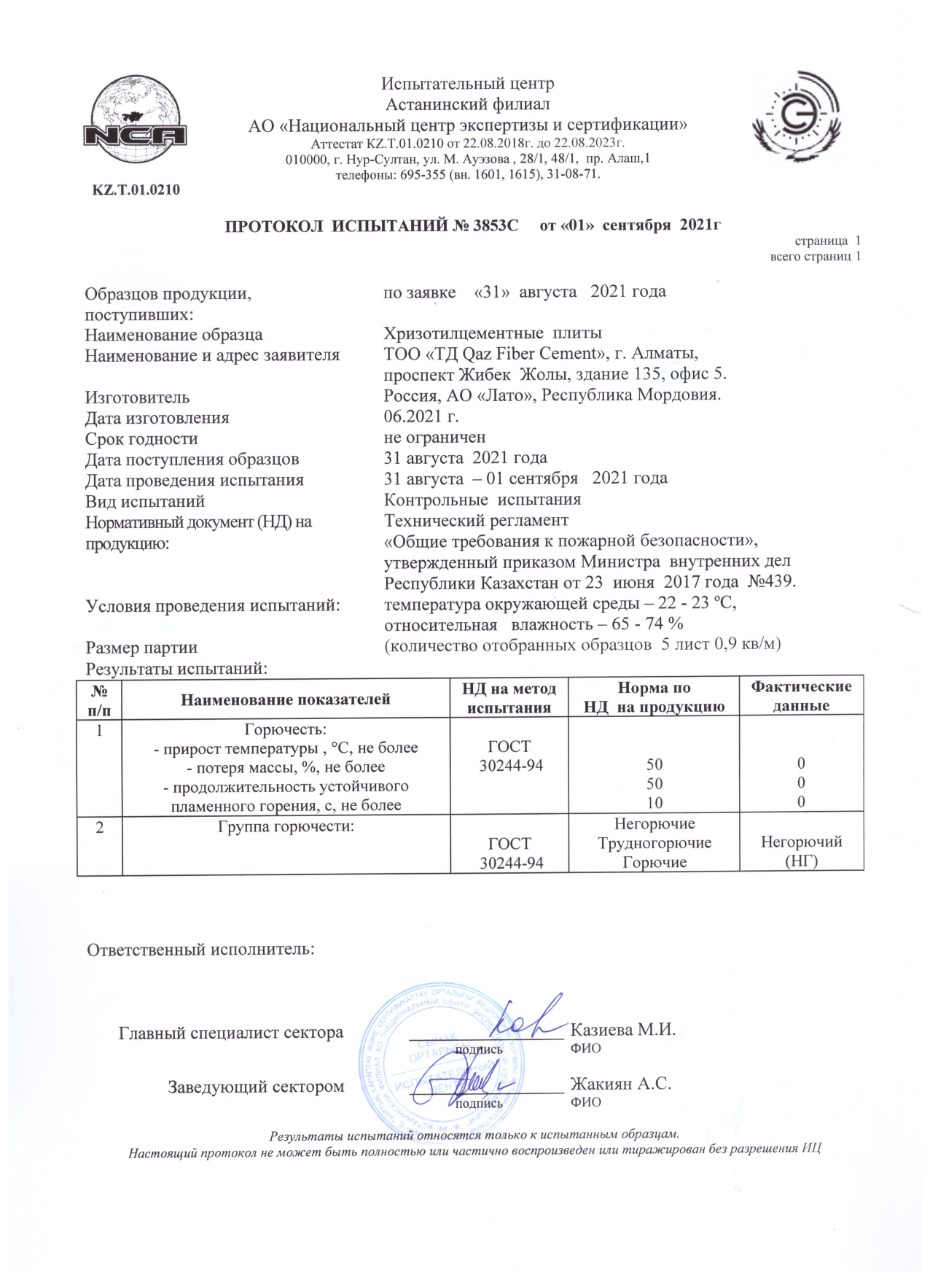 Испытательный центр
Астанинский филиал
АО «Национальный центр экспертизы и сертификации»
Аттестат KZ.T.01.0210 от 22.08.2018г. до 22.08.2023г.
010000, г. Нур-Султан, ул. М. Ауэзова , 28/1, 48/1, пр. Алаш,1
телефоны: 695-355 (вн. 1601, 1615), 31-08-71.
NCA
KZ.T.01.0210
ПРОТОКОЛ ИСПЫТАНИЙ № 3853С от «01» сентября 2021г
страница 1
всего страниц 1
Образцов продукции, по заявке «31» августа 2021 года
поступивших:
Наименование образца Хризотилцементные плиты
Наименование и адрес заявителя ТОО «ТД Qaz Fiber Cement», г. Алматы,
проспект Жибек Жолы, здание 135, офис 5.
Изготовитель Россия, АО «Лато», Республика Мордовия.
Дата изготовления 06.2021 г.
Срок годности не ограничен
Дата поступления образцов 31 августа 2021 года
Дата проведения испытания 31 августа – 01 сентября 2021 года
Вид испытаний Контрольные испытания
Нормативный документ (НД) на Технический регламент
продукцию: «Общие требования к пожарной безопасности»,
утвержденный приказом Министра внутренних дел
Республики Казахстан от 23 июня 2017 года №439.
Условия проведения испытаний: температура окружающей среды – 22 - 23 ºС,
относительная влажность – 65 - 74 %
Размер партии (количество отобранных образцов 5 лист 0,9 кв/м)
Результаты испытаний:
№ НД на метод Норма по Фактические
п/п Наименование показателей испытания НД на продукцию данные
1 Горючесть:
- прирост температуры , °С, не более ГОСТ
- потеря массы, %, не более 30244-94 50 0
- продолжительность устойчивого 50 0
пламенного горения, с, не более 10 0
2 Группа горючести: Негорючие
ГОСТ Трудногорючие Негорючий
30244-94 Горючие (НГ)
Ответственный исполнитель:
Главный специалист сектора Казиева М.И.
подпись ФИО
СЫНАҚ
ОРТАЛЫҒЫ
ИСПЫТАТЕЛЬНЫЙ
ЦЕНТР
Заведующий сектором Жакиян А.С.
подпись ФИО
Результаты испытаний относятся только к испытанным образцам.
Настоящий протокол не может быть полностью или частично воспроизведен или тиражирован без разрешения ИЦ